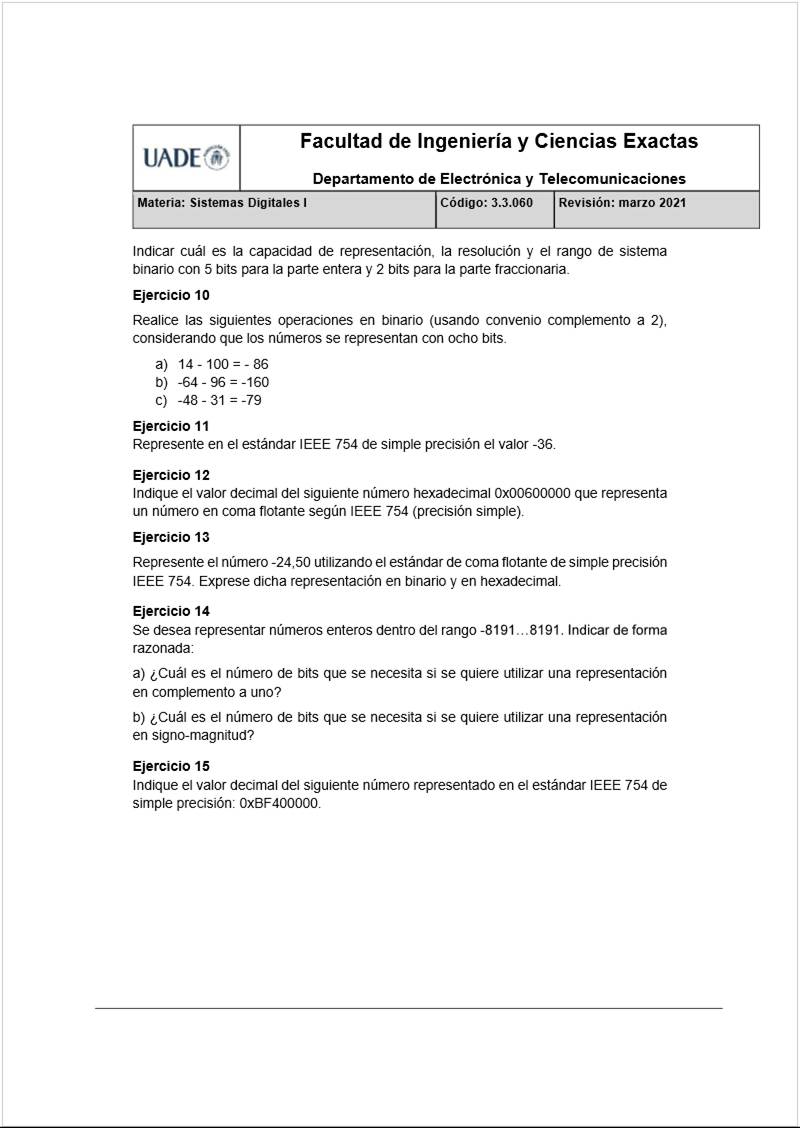 UADE
Facultad de Ingeniería y Ciencias Exactas
Departamento de Electrónica y Telecomunicaciones
Materia: Sistemas Digitales I
Código: 3.3.060
Revisión: marzo 2021
Indicar cuál es la capacidad de representación, la resolución y el rango de sistema
binario con 5 bits para la parte entera y 2 bits para la parte fraccionaria.
Ejercicio 10
Realice las siguientes operaciones en binario (usando convenio complemento a 2),
considerando que los números se representan con ocho bits.
a) 14 - 100 = - 86
b) -64 - 96 = -160
c) -48 - 31 = -79
Ejercicio 11
Represente en el estándar IEEE 754 de simple precisión el valor -36.
Ejercicio 12
Indique el valor decimal del siguiente número hexadecimal 0x00600000 que representa
un número en coma flotante según IEEE 754 (precisión simple).
Ejercicio 13
Represente el número -24,50 utilizando el estándar de coma flotante de simple precisión
IEEE 754. Exprese dicha representación en binario y en hexadecimal.
Ejercicio 14
Se desea representar números enteros dentro del rango -8191…8191. Indicar de forma
razonada:
a) ¿Cuál es el número de bits que se necesita si se quiere utilizar una representación
en complemento a uno?
b) ¿Cuál es el número de bits que se necesita si se quiere utilizar una representación
en signo-magnitud?
Ejercicio 15
Indique el valor decimal del siguiente número representado en el estándar IEEE 754 de
simple precisión: 0xBF400000.